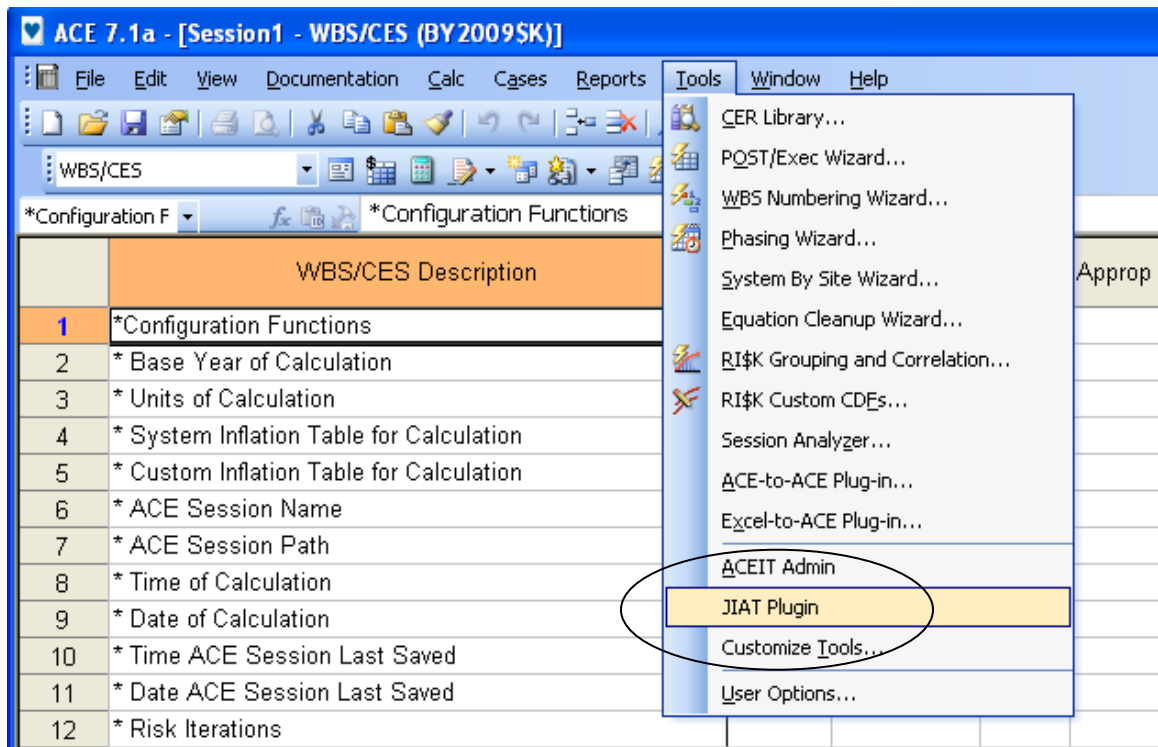 ACE 7.1a - [Session1 - WBS/CES (BY2009$K)]
File Edit View Documentation Calc Cases Reports Tools Window Help
WBS/CES
*Configuration F fx *Configuration Functions
WBS/CES Description Approp
1 *Configuration Functions
2 * Base Year of Calculation
3 * Units of Calculation
4 * System Inflation Table for Calculation
5 * Custom Inflation Table for Calculation
6 * ACE Session Name
7 * ACE Session Path
8 * Time of Calculation
9 * Date of Calculation
10 * Time ACE Session Last Saved
11 * Date ACE Session Last Saved
12 * Risk Iterations
CER Library...
POST/Exec Wizard...
WBS Numbering Wizard...
Phasing Wizard...
System By Site Wizard...
Equation Cleanup Wizard...
RI$K Grouping and Correlation...
RI$K Custom CDFs...
Session Analyzer...
ACE-to-ACE Plug-in...
Excel-to-ACE Plug-in...
ACEIT Admin
JIAT Plugin
Customize Tools...
User Options...